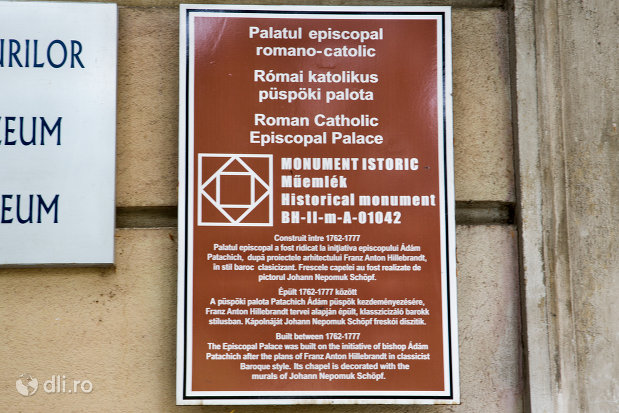 URILOR
ZEUM
ZEUM
Palatul episcopal
romano-catolic
Római katolikus
püspöki palota
Roman Catholic
Episcopal Palace
MONUMENT ISTORIC
Műemlék
Historical monument
BH-II-m-A-01042
Construit între 1762-1777
Palatul episcopal a fost ridicat la inițiativa episcopului Ádám
Patachich, după proiectele arhitectului Franz Anton Hillebrandt,
in stil baroc clasicizant. Frescele capelei au fost realizate de
pictorul Johann Nepomuk Schöpf.
Épült 1762-1777 között
A püspöki palota Patachich Ádám püspök kezdeményezésére,
Franz Anton Hillebrandt tervei alapján épült, klasszicizáló barokk
stílusban. Kápolnáját Johann Nepomuk Schöpf freskói díszítik.
Built between 1762-1777
The Episcopal Palace was built on the initiative of bishop Ádám
Patachich after the plans of Franz Anton Hillebrandt in classicist
Baroque style. Its chapel is decorated with the
murals of Johann Nepomuk Schöpf.
dli.ro